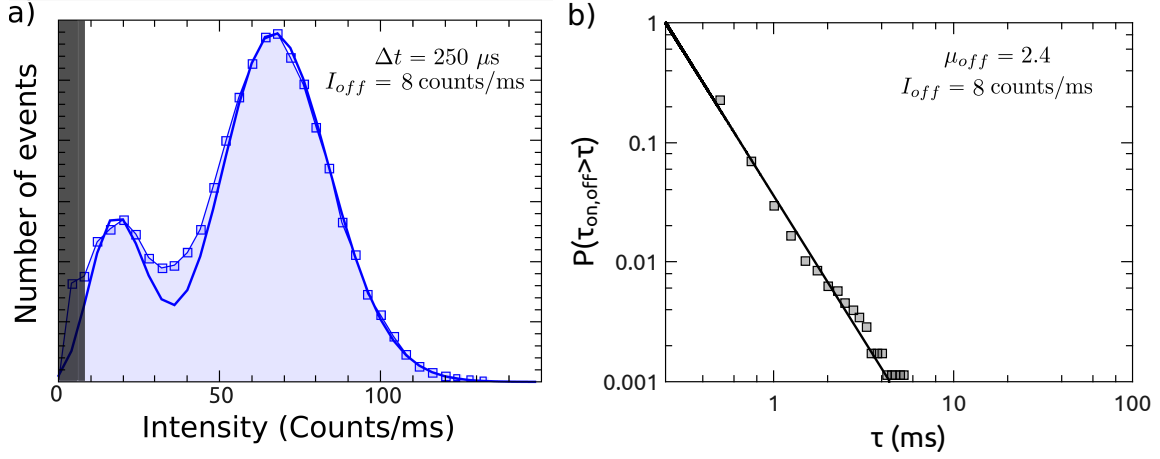 a)
Δt = 250 μs
I_off = 8 counts/ms
Number of events
0
50
100
Intensity (Counts/ms)
b)
1
0.1
0.01
0.001
μ_off = 2.4
I_off = 8 counts/ms
P(τ_on,off>τ)
1
10
100
τ (ms)